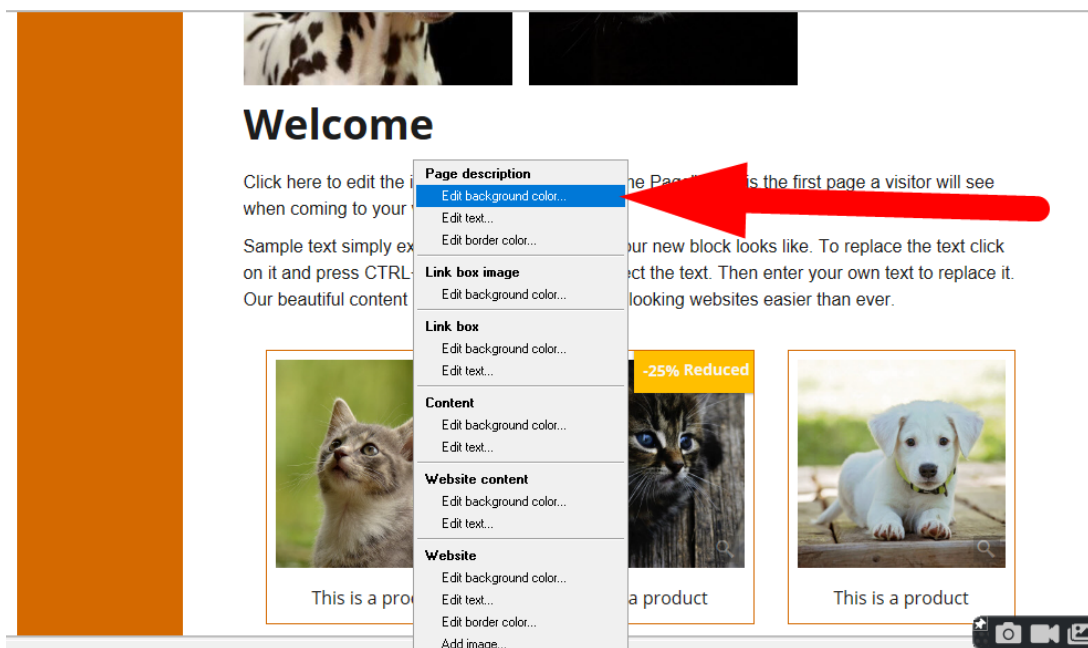 Welcome
Click here to edit the
is the first page a visitor will see
when coming to your
Sample text simply
our new block looks like. To replace the text click
on it and press CTRL
ect the text. Then enter your own text to replace it.
Our beautiful content
looking websites easier than ever.
Page description
Edit background color...
Edit text...
Edit border color...
Link box image
Edit background color...
Link box
Edit background color...
Edit text...
Content
Edit background color...
Edit text...
Website content
Edit background color...
Edit text...
Website
Edit background color...
Edit text...
Edit border color...
Add image...
-25% Reduced
This is a pro
a product
This is a product